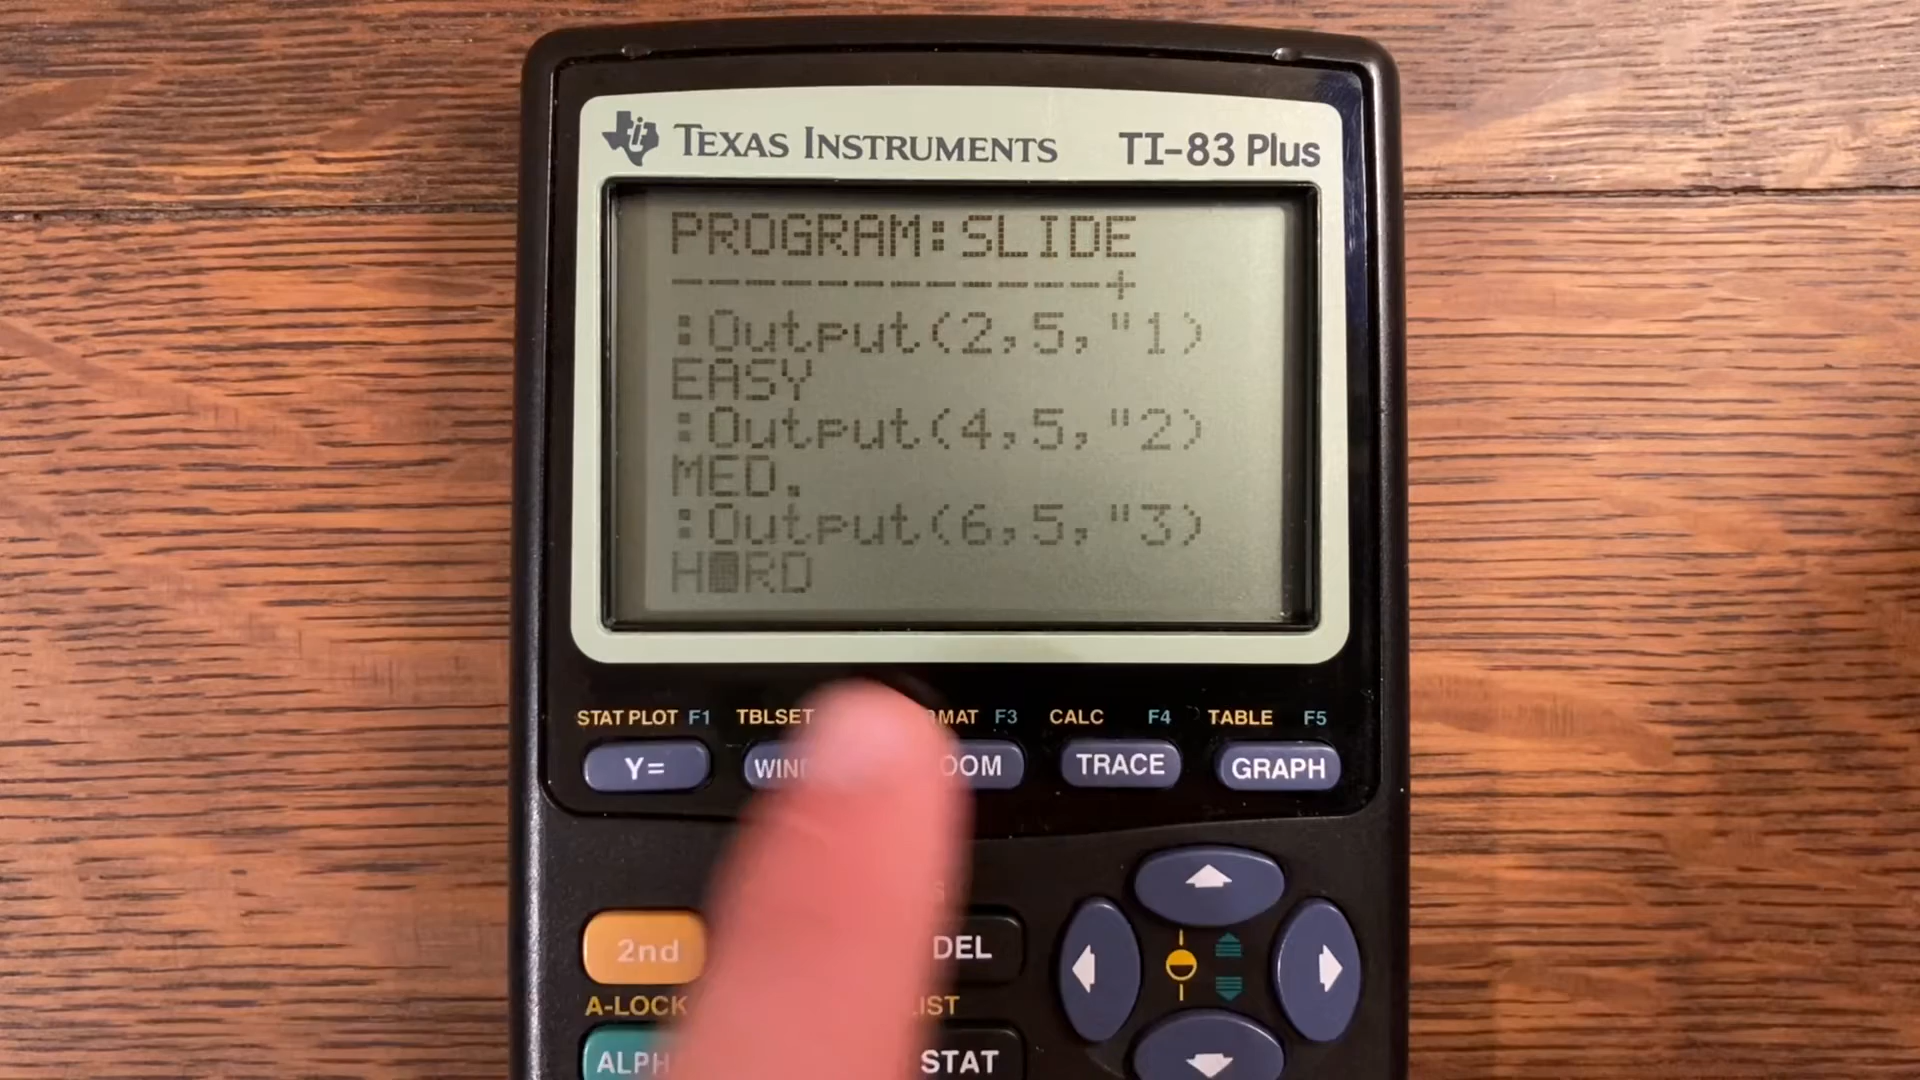 TEXAS INSTRUMENTS TI-83 Plus
PROGRAM:SLIDE
-------------+
:Output(2,5,"1)
EASY
:Output(4,5,"2)
MED.
:Output(6,5,"3)
H RD
STAT PLOT F1 TBLSET F3 CALC F4 TABLE F5
Y= TRACE GRAPH
2nd DEL
A-LOCK
STAT